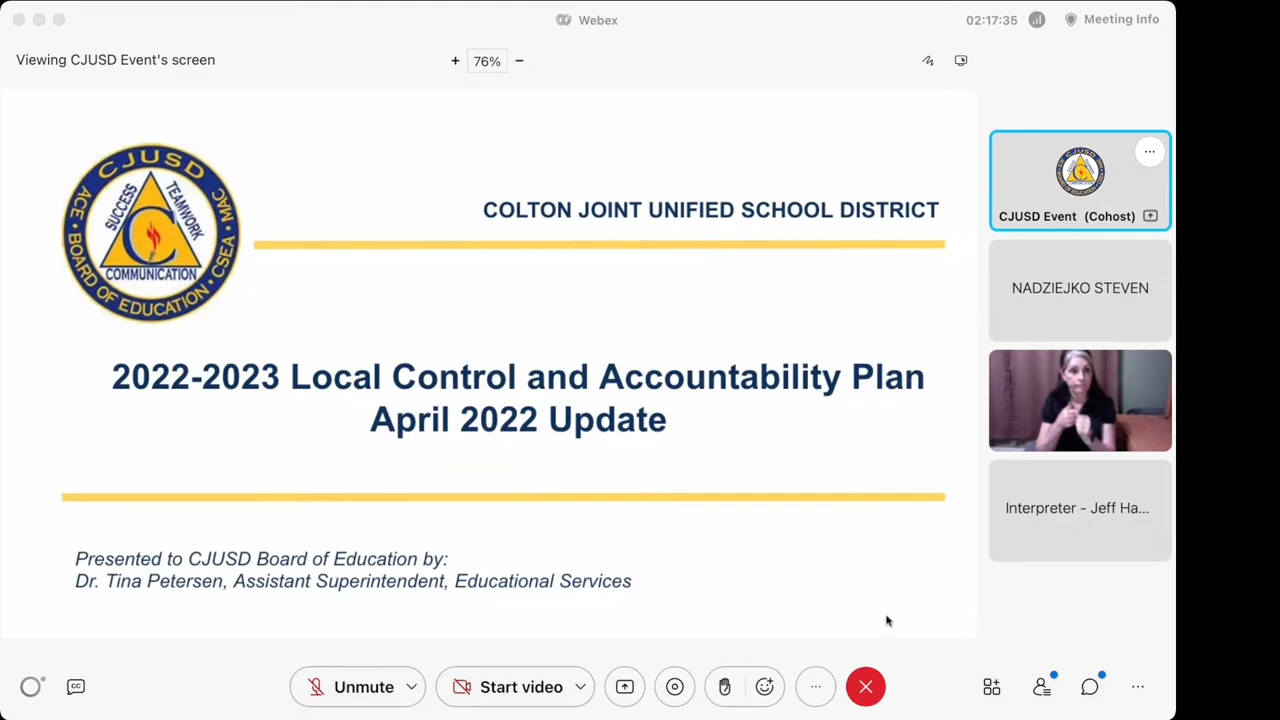 Webex
02:17:35
Meeting Info
Viewing CJUSD Event's screen
+ 76% −
CJUSD
ACE • BOARD OF EDUCATION • CSEA • MAC
SUCCESS
TEAMWORK
COMMUNICATION
C
COLTON JOINT UNIFIED SCHOOL DISTRICT
2022-2023 Local Control and Accountability Plan
April 2022 Update
Presented to CJUSD Board of Education by:
Dr. Tina Petersen, Assistant Superintendent, Educational Services
CJUSD Event (Cohost)
NADZIEJKO STEVEN
Interpreter - Jeff Ha...
CC
Unmute
Start video